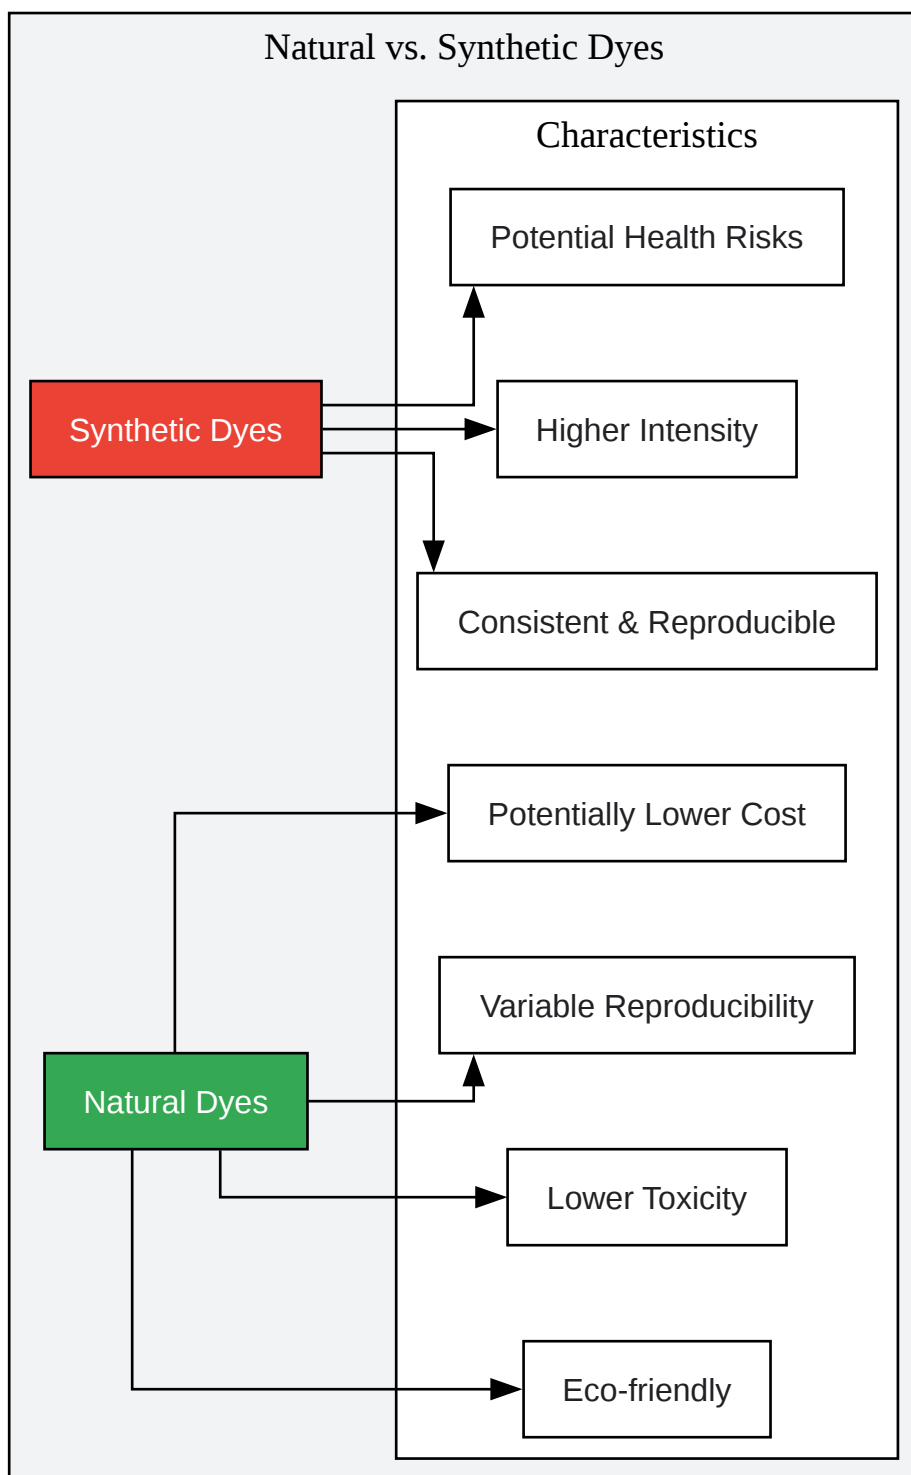 Natural vs. Synthetic Dyes
Characteristics
Potential Health Risks
Synthetic Dyes
Higher Intensity
Consistent & Reproducible
Potentially Lower Cost
Variable Reproducibility
Natural Dyes
Lower Toxicity
Eco-friendly